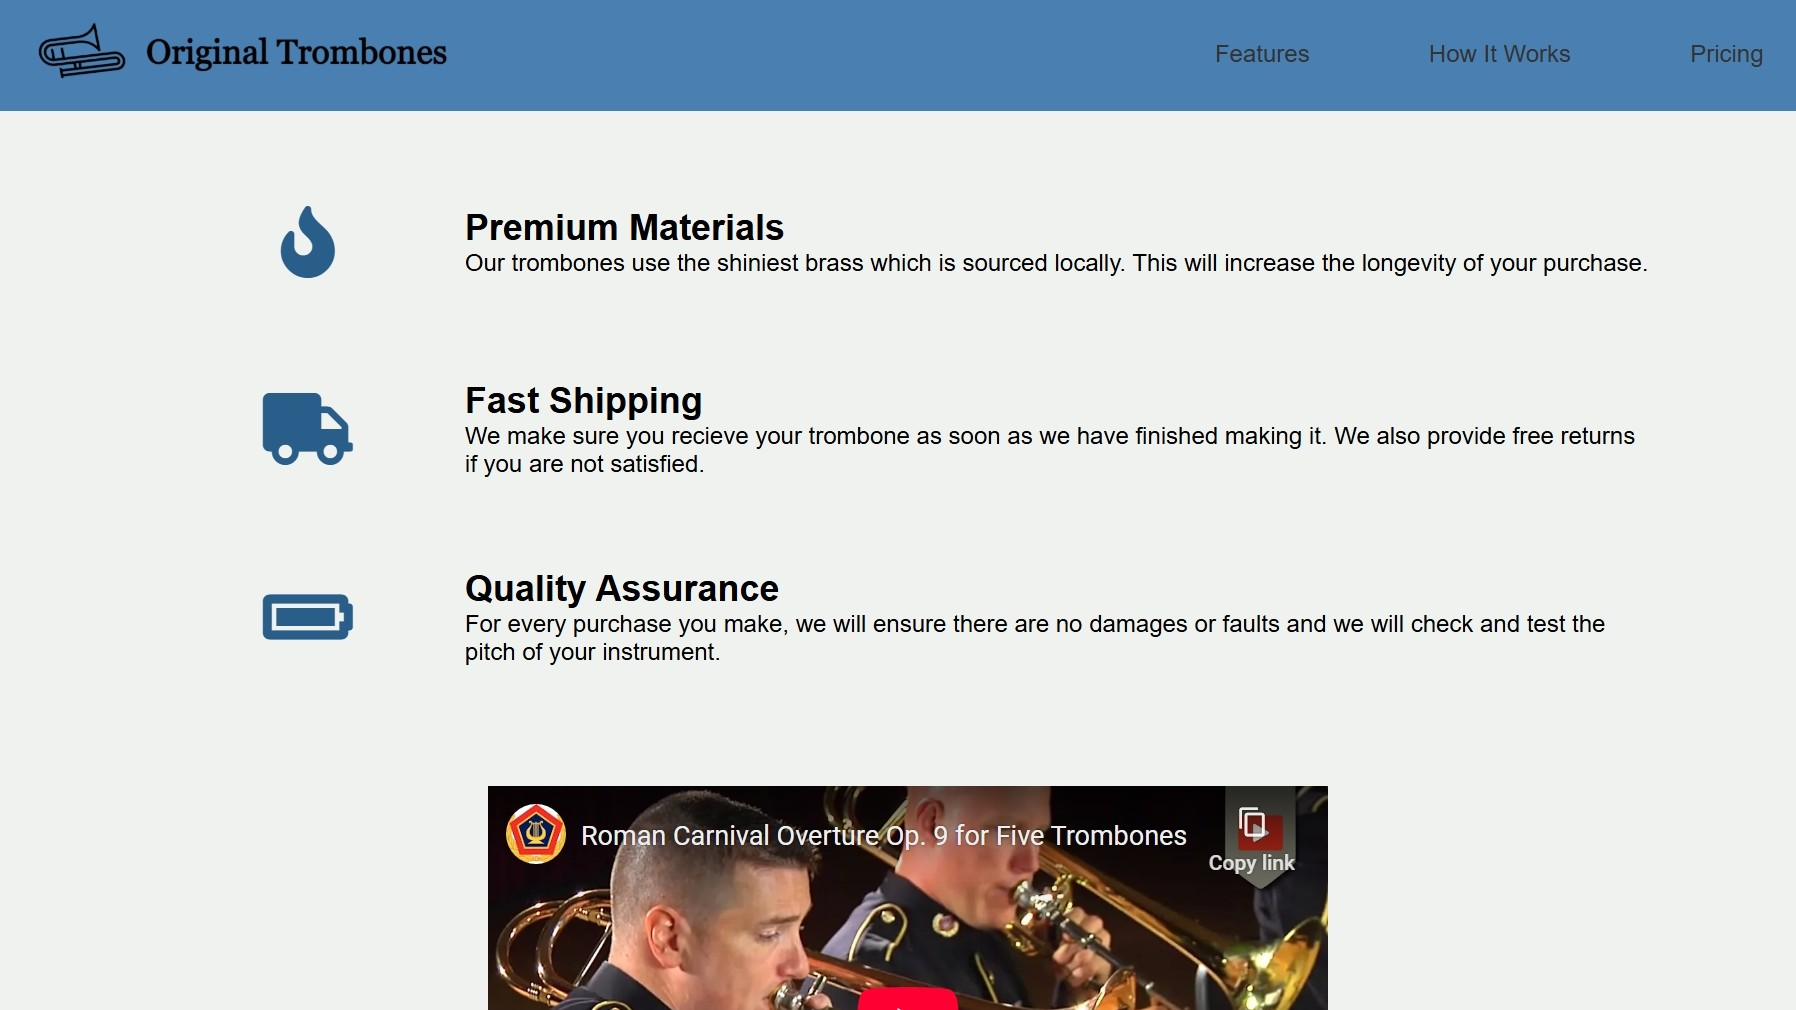 Original Trombones
Features
How It Works
Pricing
Premium Materials
Our trombones use the shiniest brass which is sourced locally. This will increase the longevity of your purchase.
Fast Shipping
We make sure you recieve your trombone as soon as we have finished making it. We also provide free returns
if you are not satisfied.
Quality Assurance
For every purchase you make, we will ensure there are no damages or faults and we will check and test the
pitch of your instrument.
Roman Carnival Overture Op. 9 for Five Trombones
Copy link